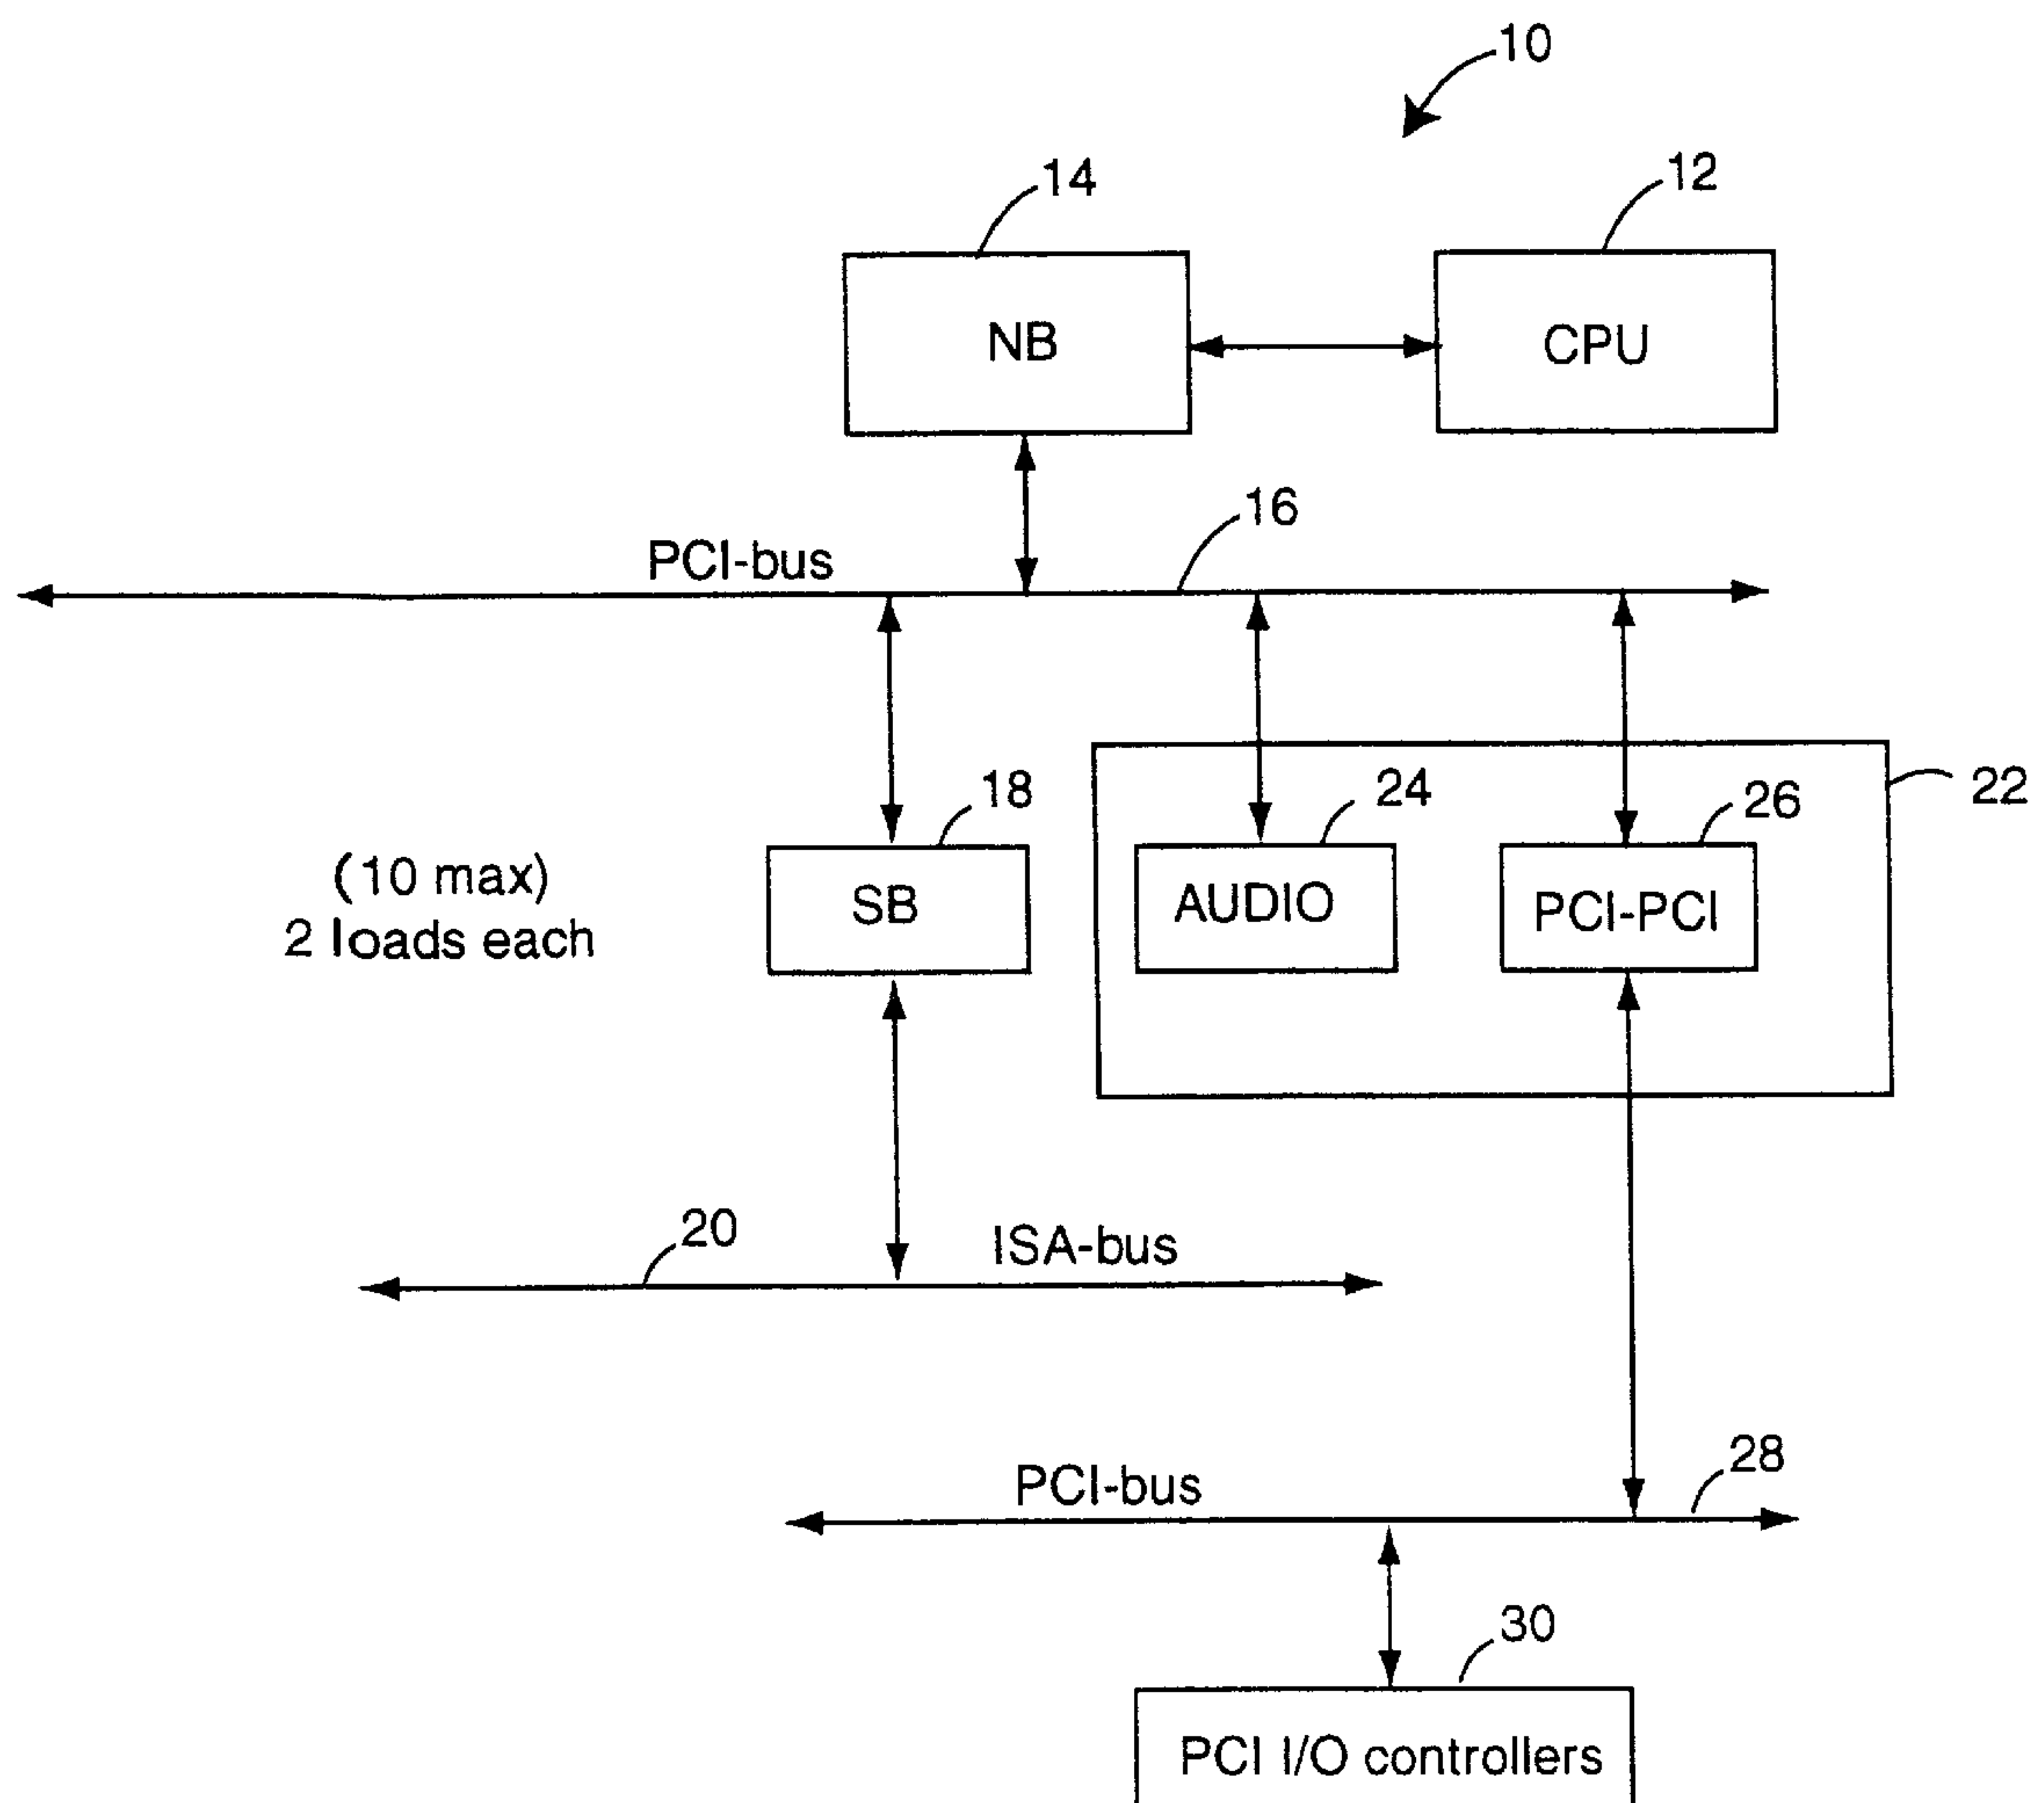 10
14
12
NB
CPU
16
PCI-bus
18
24
26
22
(10 max)
2 loads each
SB
AUDIO
PCI-PCI
20
ISA-bus
28
PCI-bus
30
PCI I/O controllers